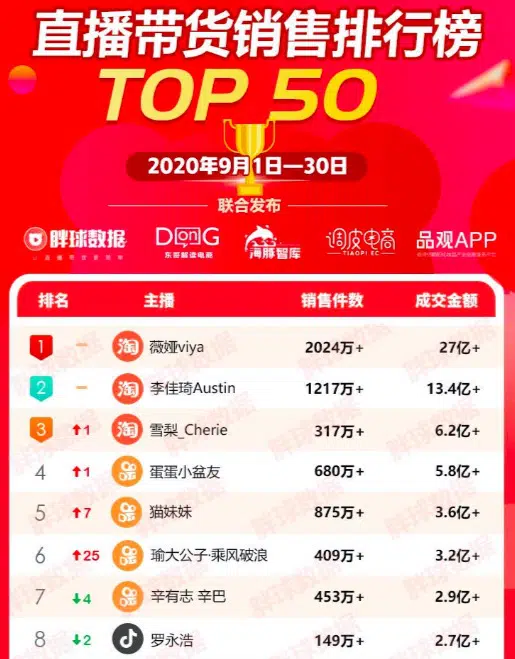 直播带货销售排行榜
TOP 50
2020年9月1日—30日
联合发布
胖球数据 DONG 东哥解读电商 海豚智库 调皮电商 TIAOPI EC 品观APP
排名 主播 销售件数 成交金额
1 – 淘 薇娅viya 2024万+ 27亿+
2 – 淘 李佳琦Austin 1217万+ 13.4亿+
3 ↑1 淘 雪梨_Cherie 317万+ 6.2亿+
4 ↑1 蛋蛋小盆友 680万+ 5.8亿+
5 ↑7 猫妹妹 875万+ 3.6亿+
6 ↑25 瑜大公子·乘风破浪 409万+ 3.2亿+
7 ↓4 辛有志 辛巴 453万+ 2.9亿+
8 ↓2 罗永浩 149万+ 2.7亿+